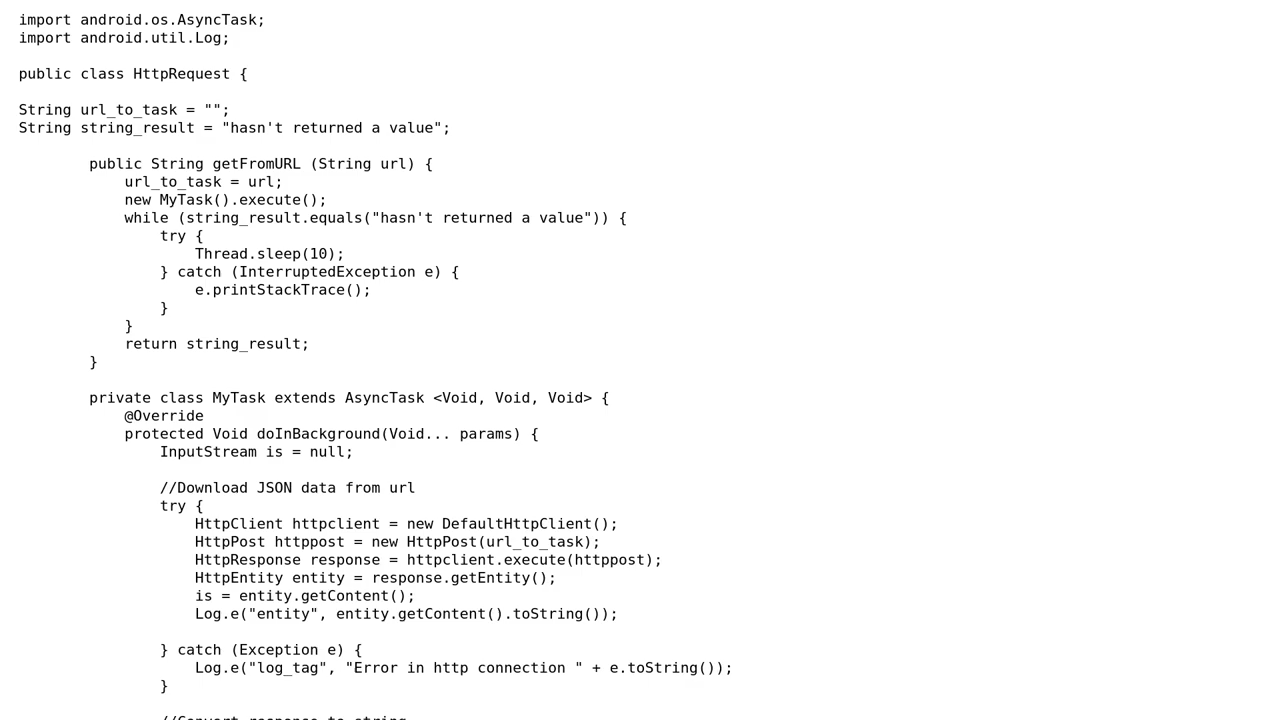 import android.os.AsyncTask;
import android.util.Log;

public class HttpRequest {

String url_to_task = "";
String string_result = "hasn't returned a value";

        public String getFromURL (String url) {
            url_to_task = url;
            new MyTask().execute();
            while (string_result.equals("hasn't returned a value")) {
                try {
                    Thread.sleep(10);
                } catch (InterruptedException e) {
                    e.printStackTrace();
                }
            }
            return string_result;
        }

        private class MyTask extends AsyncTask <Void, Void, Void> {
            @Override
            protected Void doInBackground(Void... params) {
                InputStream is = null;

                //Download JSON data from url
                try {
                    HttpClient httpclient = new DefaultHttpClient();
                    HttpPost httppost = new HttpPost(url_to_task);
                    HttpResponse response = httpclient.execute(httppost);
                    HttpEntity entity = response.getEntity();
                    is = entity.getContent();
                    Log.e("entity", entity.getContent().toString());

                } catch (Exception e) {
                    Log.e("log_tag", "Error in http connection " + e.toString());
                }

                //Convert response to string